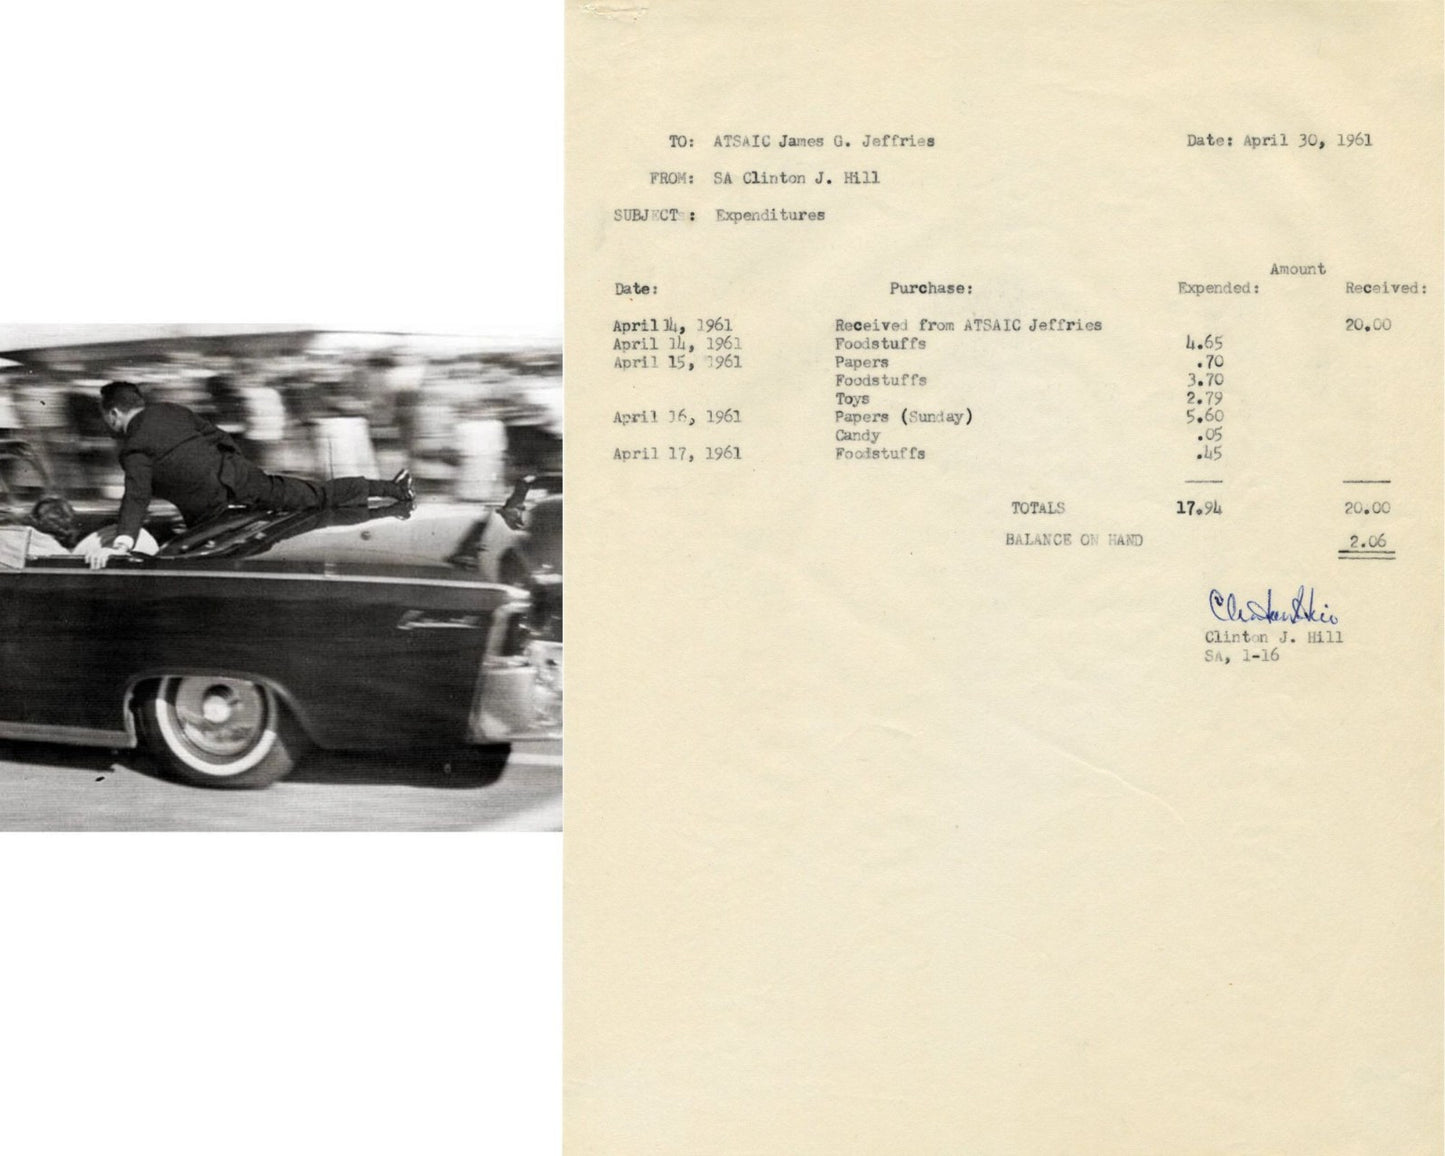 TO: ATSAIC James G. Jeffries Date: April 30, 1961
FROM: SA Clinton J. Hill
SUBJECT: Expenditures
Amount
Date: Purchase: Expended: Received:
April 14, 1961 Received from ATSAIC Jeffries 20.00
April 14, 1961 Foodstuffs 4.65
April 15, 1961 Papers .70
Foodstuffs 3.70
Toys 2.79
April 16, 1961 Papers (Sunday) 5.60
Candy .05
April 17, 1961 Foodstuffs .45
TOTALS 17.94 20.00
BALANCE ON HAND 2.06
Clinton J. Hill
SA, 1-16